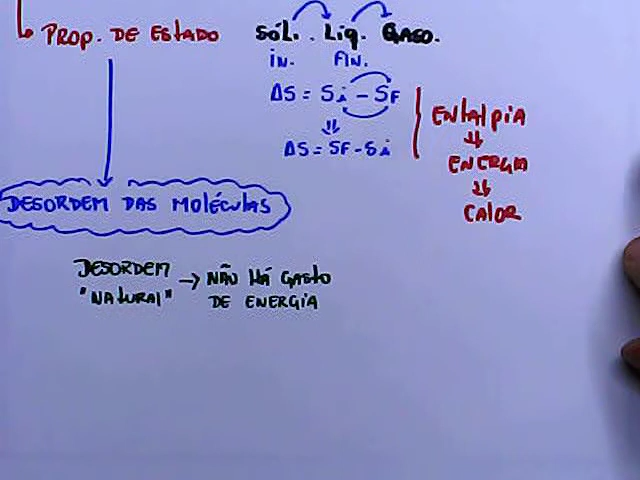 PROP. DE ESTADO
SÓL. Liq. GASO.
iN. FiN.
ΔS = Si - SF
ΔS = SF - Si
ENtAlpiA
ENERGIA
CALOR
DESORDEM DAS MOLÉCULAS
DESORDEM → NÃO HÁ GASTO
"NATURAl" DE ENERGIA